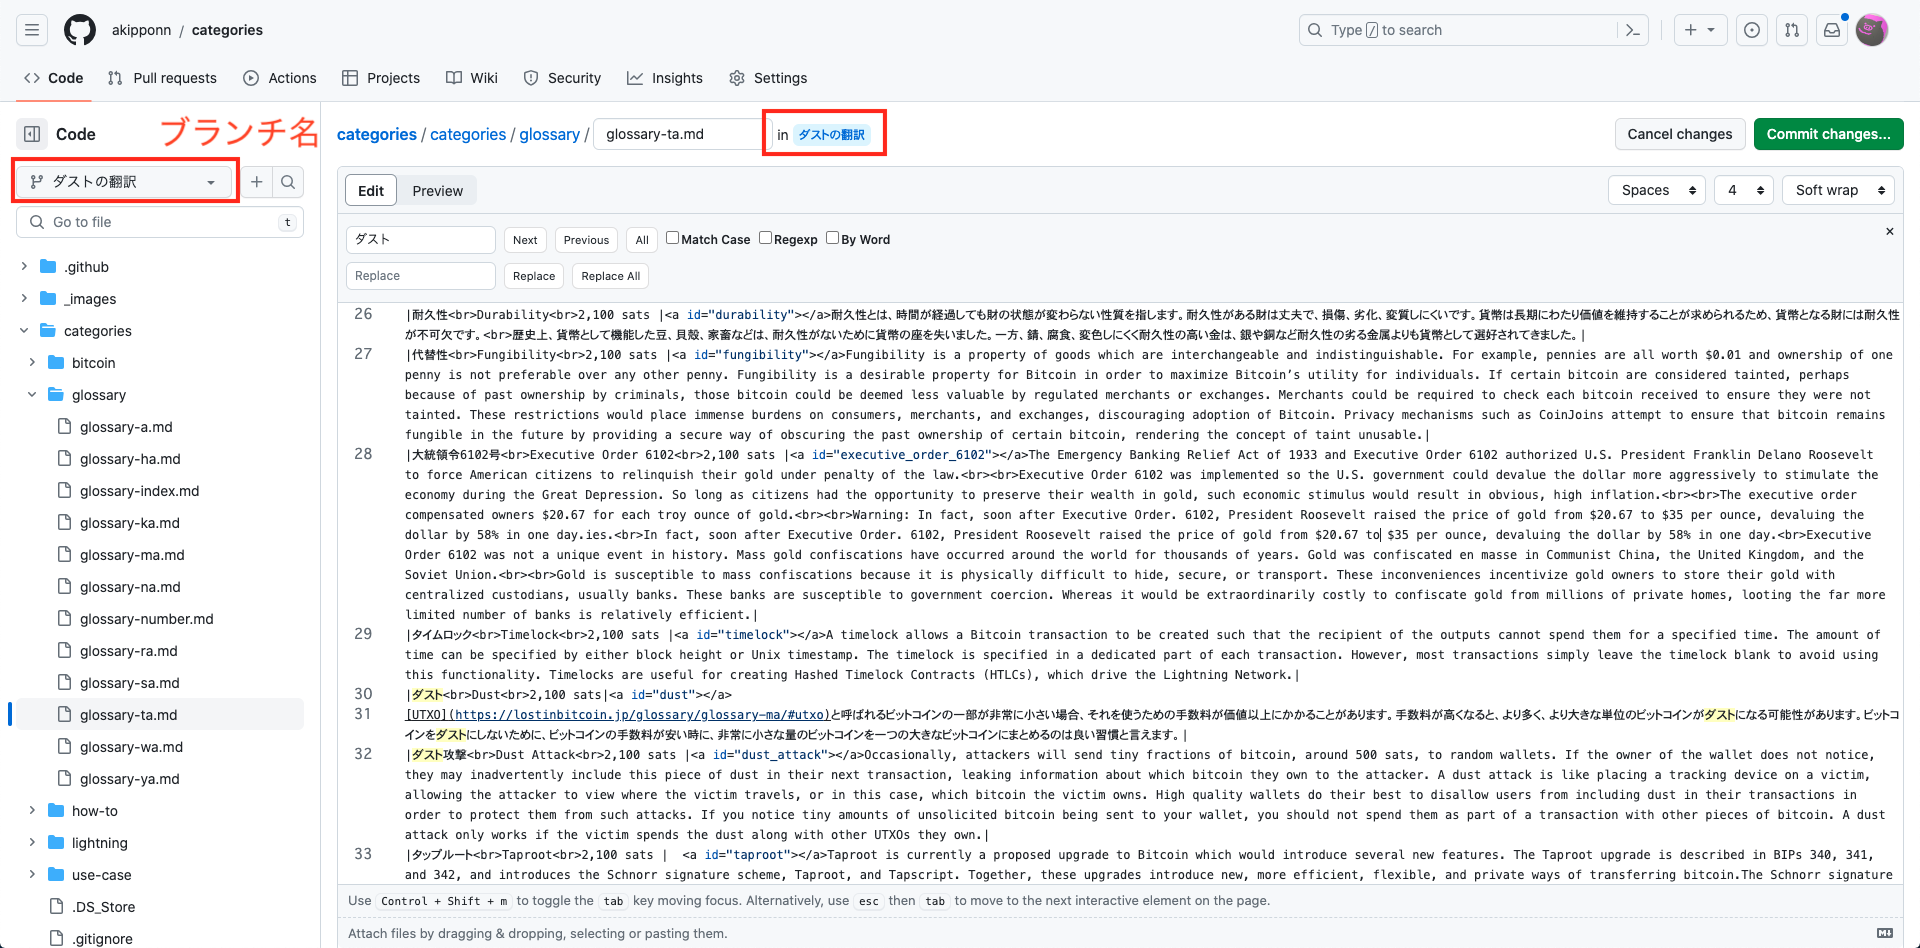 akipponn / categories
Type / to search
Code
Pull requests
Actions
Projects
Wiki
Security
Insights
Settings
Code
ブランチ名
ダストの翻訳
Go to file
t
.github
_images
categories
bitcoin
glossary
glossary-a.md
glossary-ha.md
glossary-index.md
glossary-ka.md
glossary-ma.md
glossary-na.md
glossary-number.md
glossary-ra.md
glossary-sa.md
glossary-ta.md
glossary-wa.md
glossary-ya.md
how-to
lightning
use-case
.DS_Store
.gitignore
categories / categories / glossary / glossary-ta.md in ダストの翻訳
Cancel changes
Commit changes...
Edit
Preview
Spaces
4
Soft wrap
ダスト
Next
Previous
All
Match Case
Regexp
By Word
×
Replace
Replace
Replace All
26 |耐久性<br>Durability<br>2,100 sats |<a id="durability"></a>耐久性とは、時間が経過しても財の状態が変わらない性質を指します。耐久性がある財は丈夫で、損傷、劣化、変質しにくいです。貨幣は長期にわたり価値を維持することが求められるため、貨幣となる財には耐久性
が不可欠です。<br>歴史上、貨幣として機能した豆、貝殻、家畜などは、耐久性がないために貨幣の座を失いました。一方、錆、腐食、変色しにくく耐久性の高い金は、銀や銅など耐久性の劣る金属よりも貨幣として選好されてきました。|
27 |代替性<br>Fungibility<br>2,100 sats |<a id="fungibility"></a>Fungibility is a property of goods which are interchangeable and indistinguishable. For example, pennies are all worth $0.01 and ownership of one
penny is not preferable over any other penny. Fungibility is a desirable property for Bitcoin in order to maximize Bitcoin’s utility for individuals. If certain bitcoin are considered tainted, perhaps
because of past ownership by criminals, those bitcoin could be deemed less valuable by regulated merchants or exchanges. Merchants could be required to check each bitcoin received to ensure they were not
tainted. These restrictions would place immense burdens on consumers, merchants, and exchanges, discouraging adoption of Bitcoin. Privacy mechanisms such as CoinJoins attempt to ensure that bitcoin remains
fungible in the future by providing a secure way of obscuring the past ownership of certain bitcoin, rendering the concept of taint unusable.|
28 |大統領令6102号<br>Executive Order 6102<br>2,100 sats |<a id="executive_order_6102"></a>The Emergency Banking Relief Act of 1933 and Executive Order 6102 authorized U.S. President Franklin Delano Roosevelt
to force American citizens to relinquish their gold under penalty of the law.<br><br>Executive Order 6102 was implemented so the U.S. government could devalue the dollar more aggressively to stimulate the
economy during the Great Depression. So long as citizens had the opportunity to preserve their wealth in gold, such economic stimulus would result in obvious, high inflation.<br><br>The executive order
compensated owners $20.67 for each troy ounce of gold.<br><br>Warning: In fact, soon after Executive Order. 6102, President Roosevelt raised the price of gold from $20.67 to $35 per ounce, devaluing the
dollar by 58% in one day.ies.<br>In fact, soon after Executive Order. 6102, President Roosevelt raised the price of gold from $20.67 to $35 per ounce, devaluing the dollar by 58% in one day.<br>Executive
Order 6102 was not a unique event in history. Mass gold confiscations have occurred around the world for thousands of years. Gold was confiscated en masse in Communist China, the United Kingdom, and the
Soviet Union.<br><br>Gold is susceptible to mass confiscations because it is physically difficult to hide, secure, or transport. These inconveniences incentivize gold owners to store their gold with
centralized custodians, usually banks. These banks are susceptible to government coercion. Whereas it would be extraordinarily costly to confiscate gold from millions of private homes, looting the far more
limited number of banks is relatively efficient.|
29 |タイムロック<br>Timelock<br>2,100 sats |<a id="timelock"></a>A timelock allows a Bitcoin transaction to be created such that the recipient of the outputs cannot spend them for a specified time. The amount of
time can be specified by either block height or Unix timestamp. The timelock is specified in a dedicated part of each transaction. However, most transactions simply leave the timelock blank to avoid using
this functionality. Timelocks are useful for creating Hashed Timelock Contracts (HTLCs), which drive the Lightning Network.|
30 |ダスト<br>Dust<br>2,100 sats|<a id="dust"></a>
31 [UTXO](https://lostinbitcoin.jp/glossary/glossary-ma/#utxo)と呼ばれるビットコインの一部が非常に小さい場合、それを使うための手数料が価値以上にかかることがあります。手数料が高くなると、より多く、より大きな単位のビットコインがダストになる可能性があります。ビットコ
インをダストにしないために、ビットコインの手数料が安い時に、非常に小さな量のビットコインを一つの大きなビットコインにまとめるのは良い習慣と言えます。|
32 |ダスト攻撃<br>Dust Attack<br>2,100 sats |<a id="dust_attack"></a>Occasionally, attackers will send tiny fractions of bitcoin, around 500 sats, to random wallets. If the owner of the wallet does not notice,
they may inadvertently include this piece of dust in their next transaction, leaking information about which bitcoin they own to the attacker. A dust attack is like placing a tracking device on a victim,
allowing the attacker to view where the victim travels, or in this case, which bitcoin the victim owns. High quality wallets do their best to disallow users from including dust in their transactions in
order to protect them from such attacks. If you notice tiny amounts of unsolicited bitcoin being sent to your wallet, you should not spend them as part of a transaction with other pieces of bitcoin. A dust
attack only works if the victim spends the dust along with other UTXOs they own.|
33 |タップルート<br>Taproot<br>2,100 sats | <a id="taproot"></a>Taproot is currently a proposed upgrade to Bitcoin which would introduce several new features. The Taproot upgrade is described in BIPs 340, 341,
and 342, and introduces the Schnorr signature scheme, Taproot, and Tapscript. Together, these upgrades introduce new, more efficient, flexible, and private ways of transferring bitcoin.The Schnorr signature
Use Control + Shift + m to toggle the tab key moving focus. Alternatively, use esc then tab to move to the next interactive element on the page.
Attach files by dragging & dropping, selecting or pasting them.